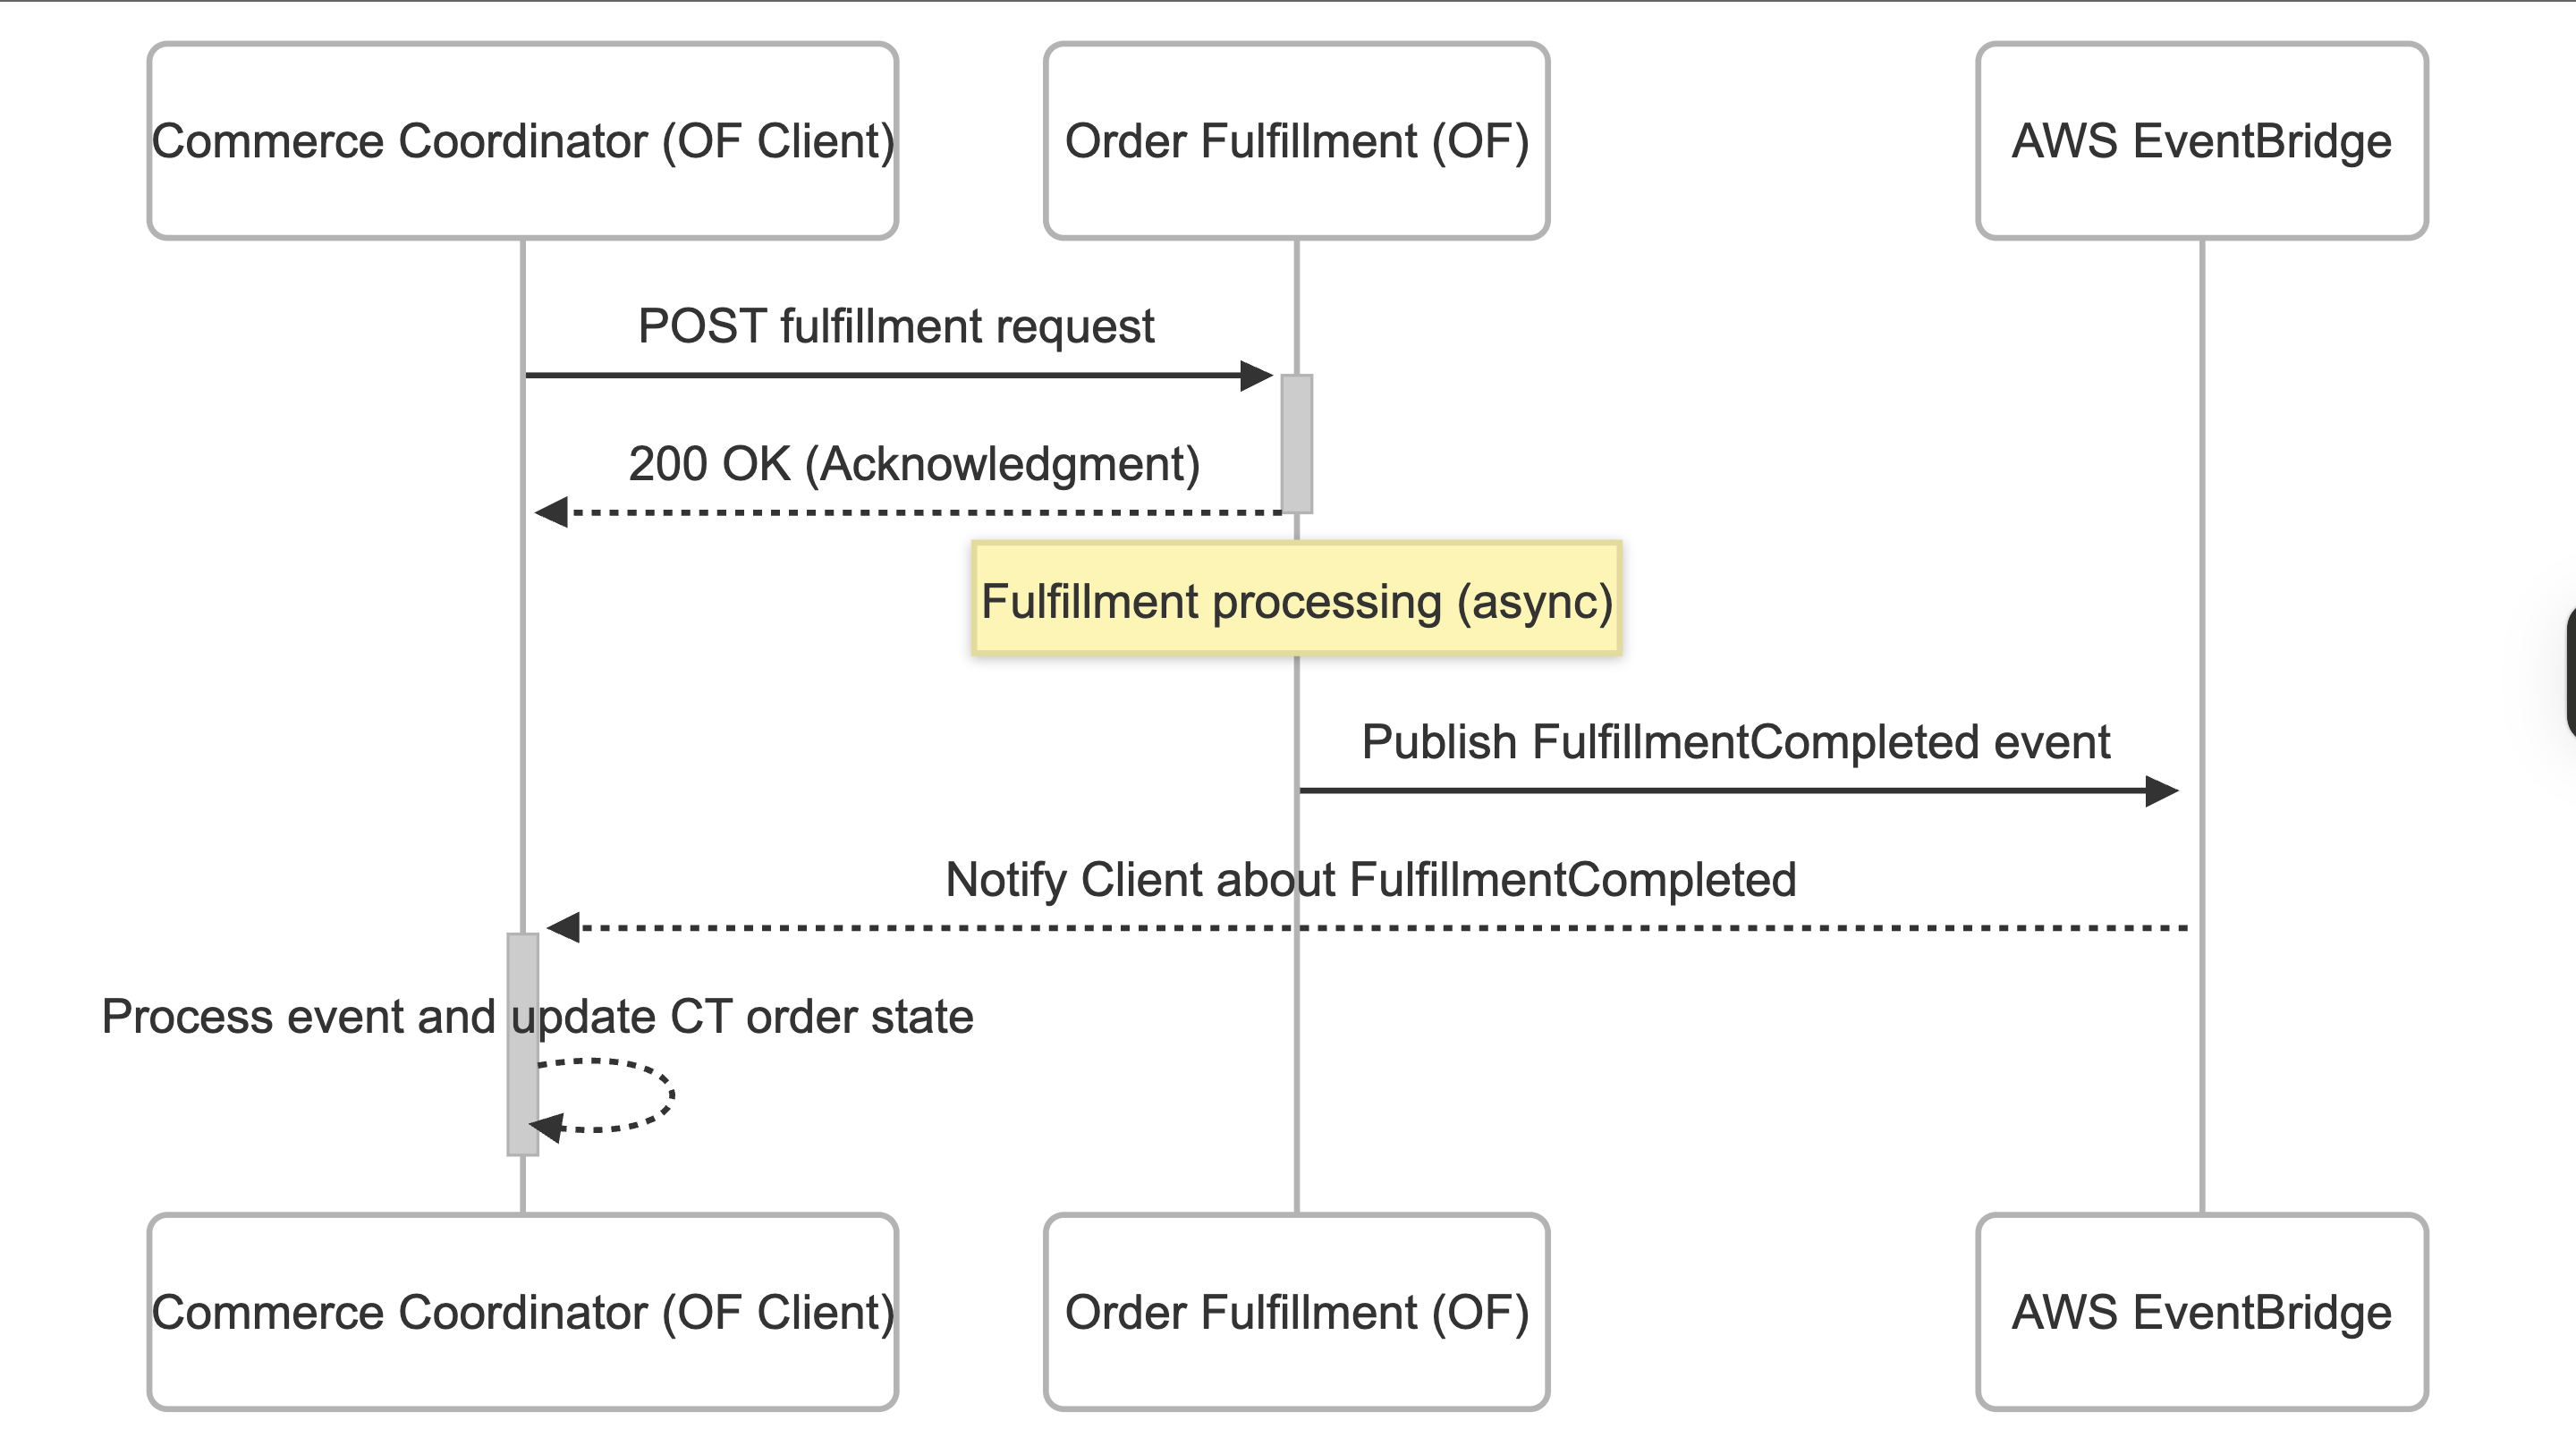 Commerce Coordinator (OF Client)
Order Fulfillment (OF)
AWS EventBridge
POST fulfillment request
200 OK (Acknowledgment)
Fulfillment processing (async)
Publish FulfillmentCompleted event
Notify Client about FulfillmentCompleted
Process event and update CT order state
Commerce Coordinator (OF Client)
Order Fulfillment (OF)
AWS EventBridge